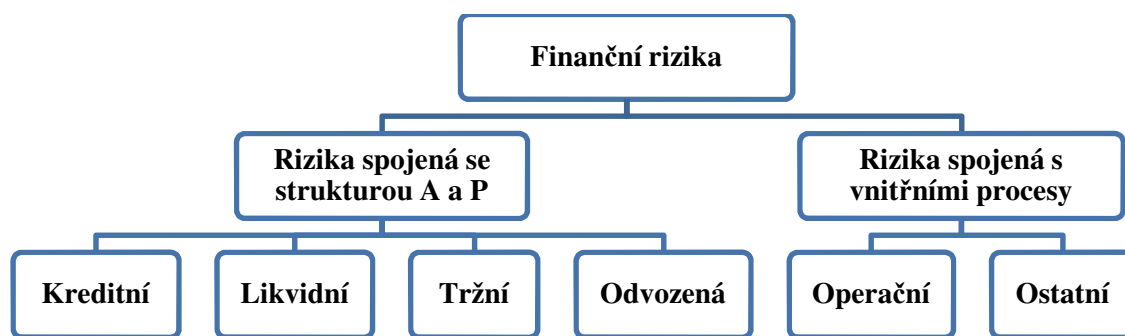 Finanční rizika
Rizika spojená se
strukturou A a P
Rizika spojená s
vnitřními procesy
Kreditní
Likvidní
Tržní
Odvozená
Operační
Ostatní